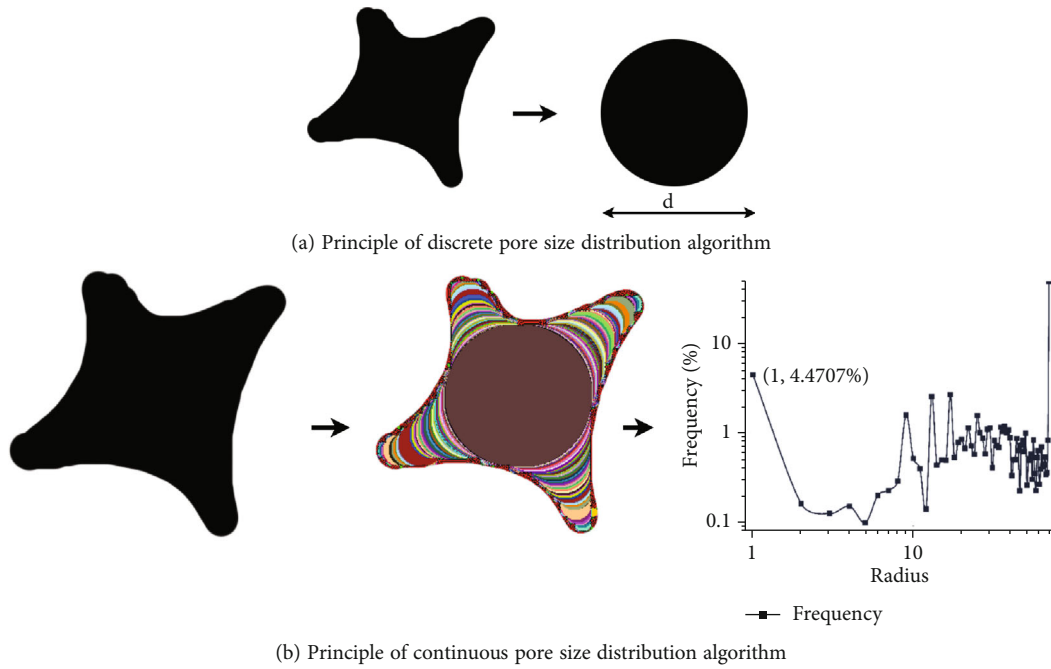 d
(a) Principle of discrete pore size distribution algorithm
Frequency (%)
10
1
0.1
(1, 4.4707%)
1
10
Radius
Frequency
(b) Principle of continuous pore size distribution algorithm